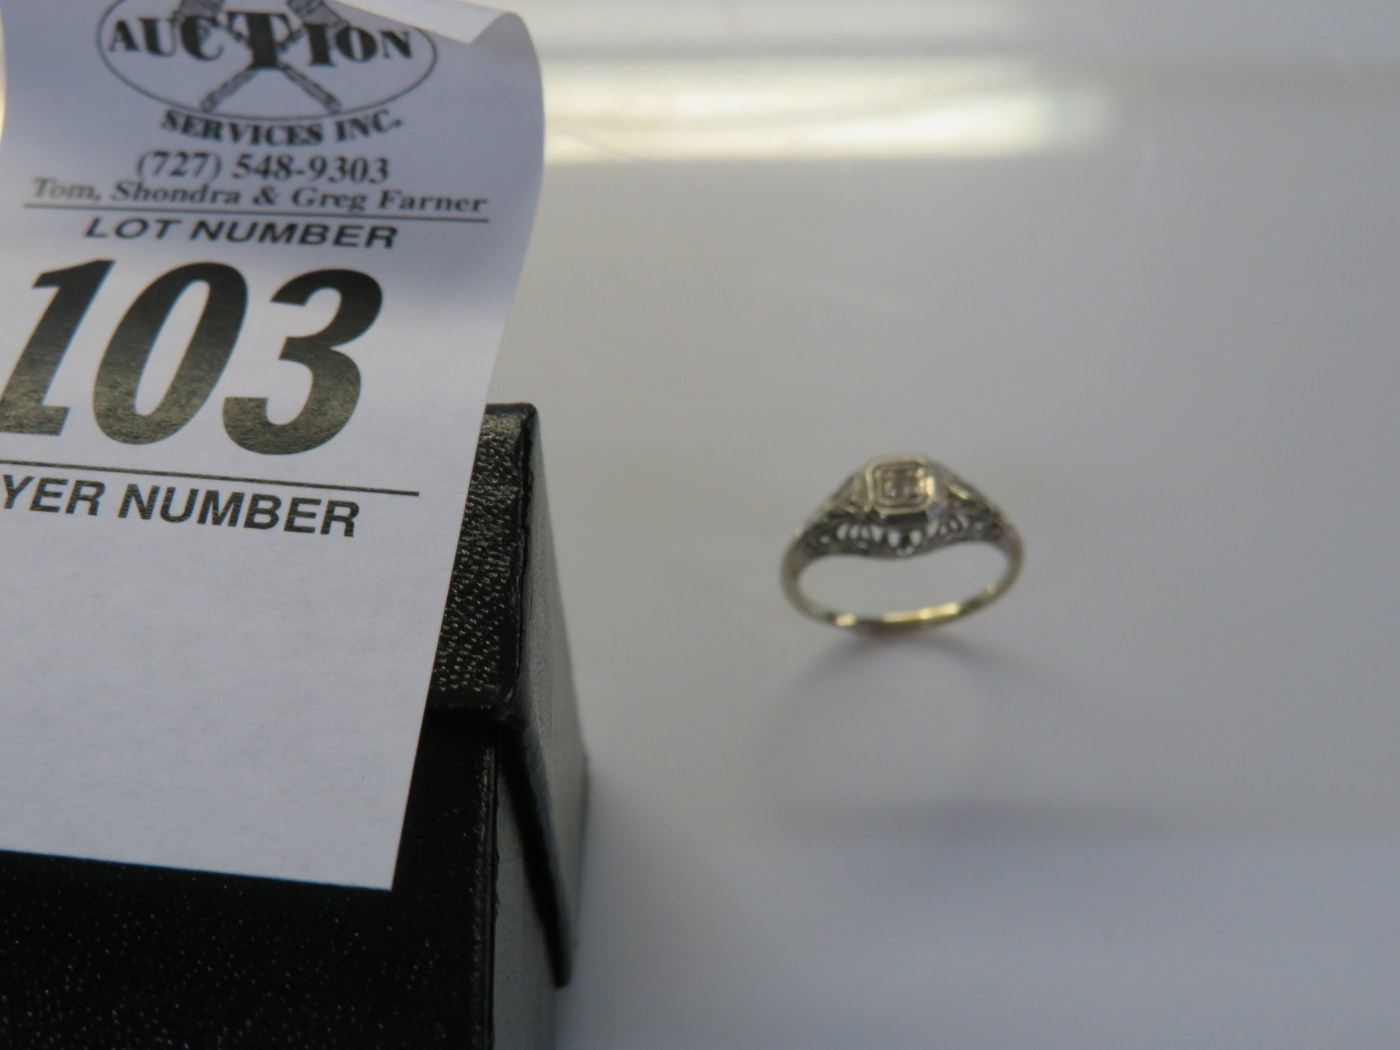 AUCTION
SERVICES INC.
(727) 548-9303
Tom, Shondra & Greg Farner
LOT NUMBER
103
YER NUMBER